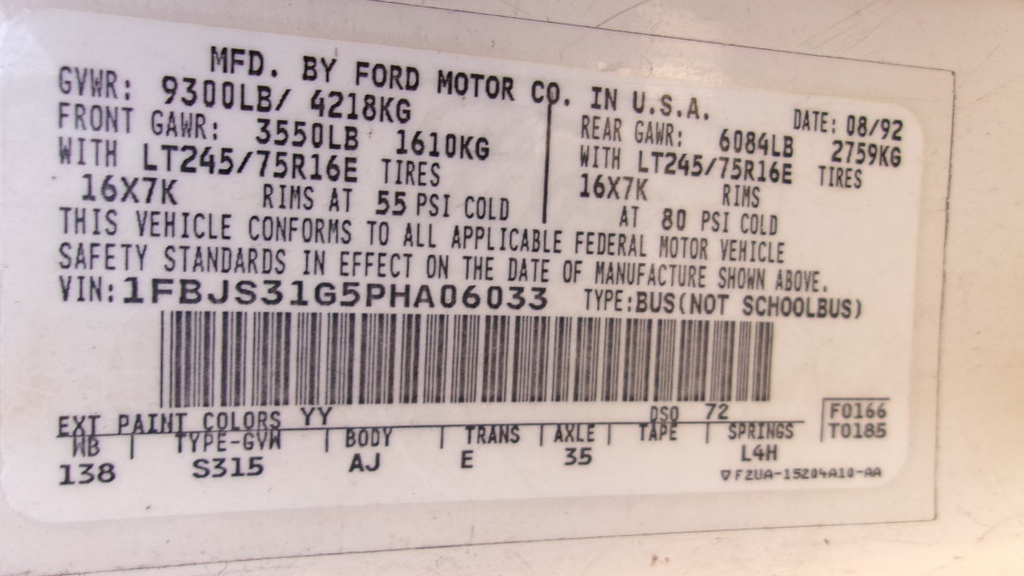 MFD. BY FORD MOTOR CO. IN U.S.A.
DATE: 08/92
GVWR: 9300LB/ 4218KG
FRONT GAWR: 3550LB 1610KG
WITH LT245/75R16E TIRES
16X7K RIMS AT 55 PSI COLD
REAR GAWR: 6084LB 2759KG
WITH LT245/75R16E TIRES
16X7K RIMS
AT 80 PSI COLD
THIS VEHICLE CONFORMS TO ALL APPLICABLE FEDERAL MOTOR VEHICLE
SAFETY STANDARDS IN EFFECT ON THE DATE OF MANUFACTURE SHOWN ABOVE.
VIN: 1FBJS31G5PHA06033 TYPE: BUS(NOT SCHOOLBUS)
EXT PAINT COLORS YY DSO 72
F0166
T0185
WB | TYPE-GVW | BODY | TRANS | AXLE | TAPE | SPRINGS
138 S315 AJ E 35 L4H
▽ F2UA-15204A10-AA